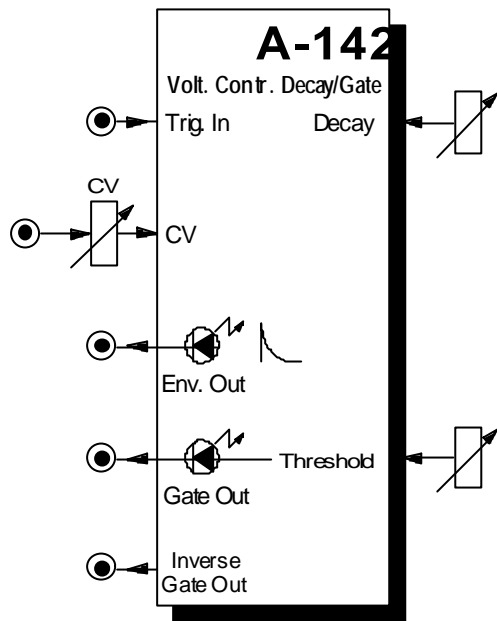 A-142
Volt. Contr. Decay/Gate
Trig. In
Decay
CV
CV
Env. Out
Threshold
Gate Out
Inverse
Gate Out